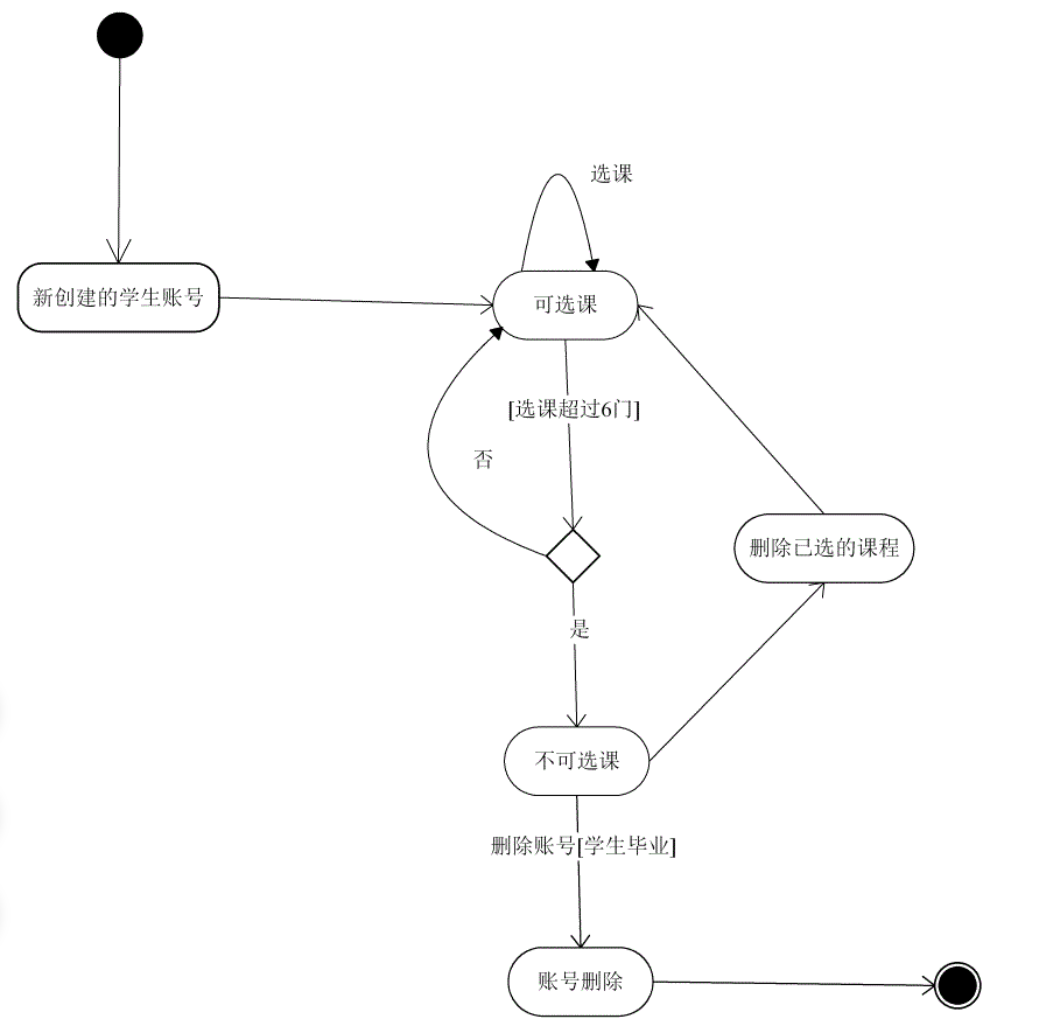 选课
新创建的学生账号
可选课
[选课超过6门]
否
删除已选的课程
是
不可选课
删除账号[学生毕业]
账号删除